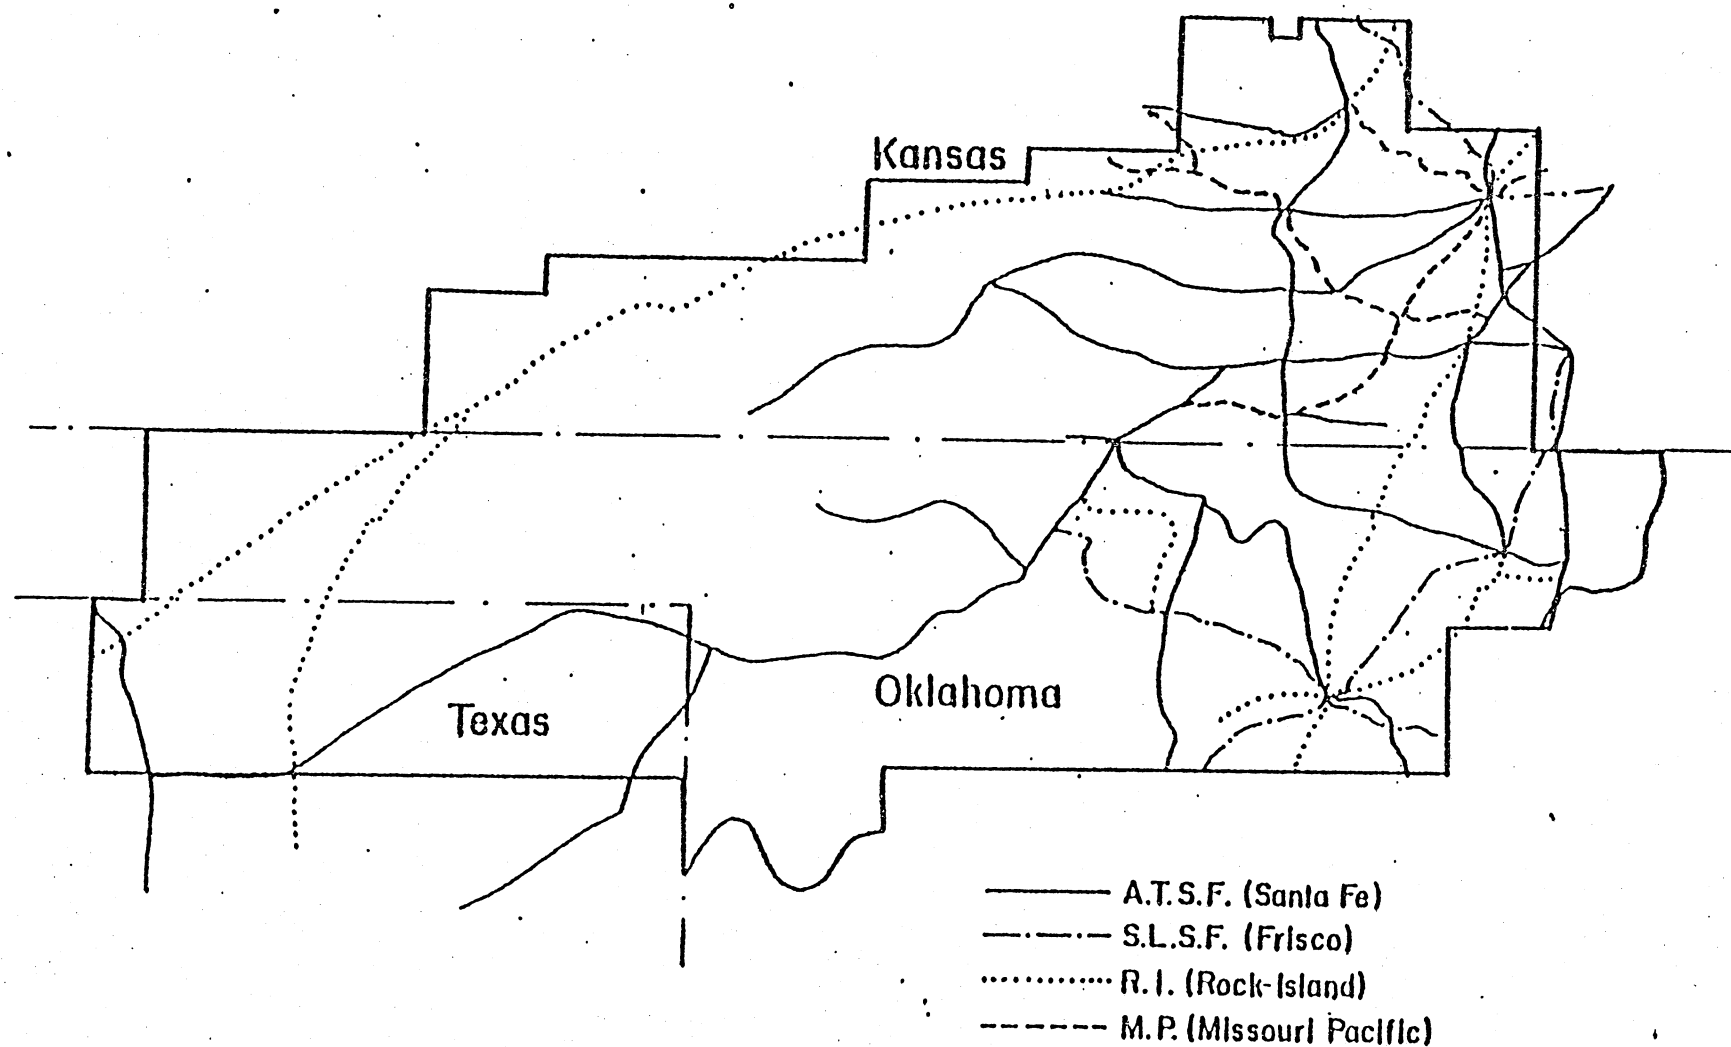 Kansas
Oklahoma
Texas
A.T.S.F. (Santa Fe)
S.L.S.F. (Frisco)
R.I. (Rock-Island)
M.P. (Missouri Pacific)